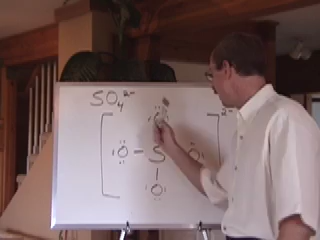 SO₄²⁻
O
O – S O
O
2-